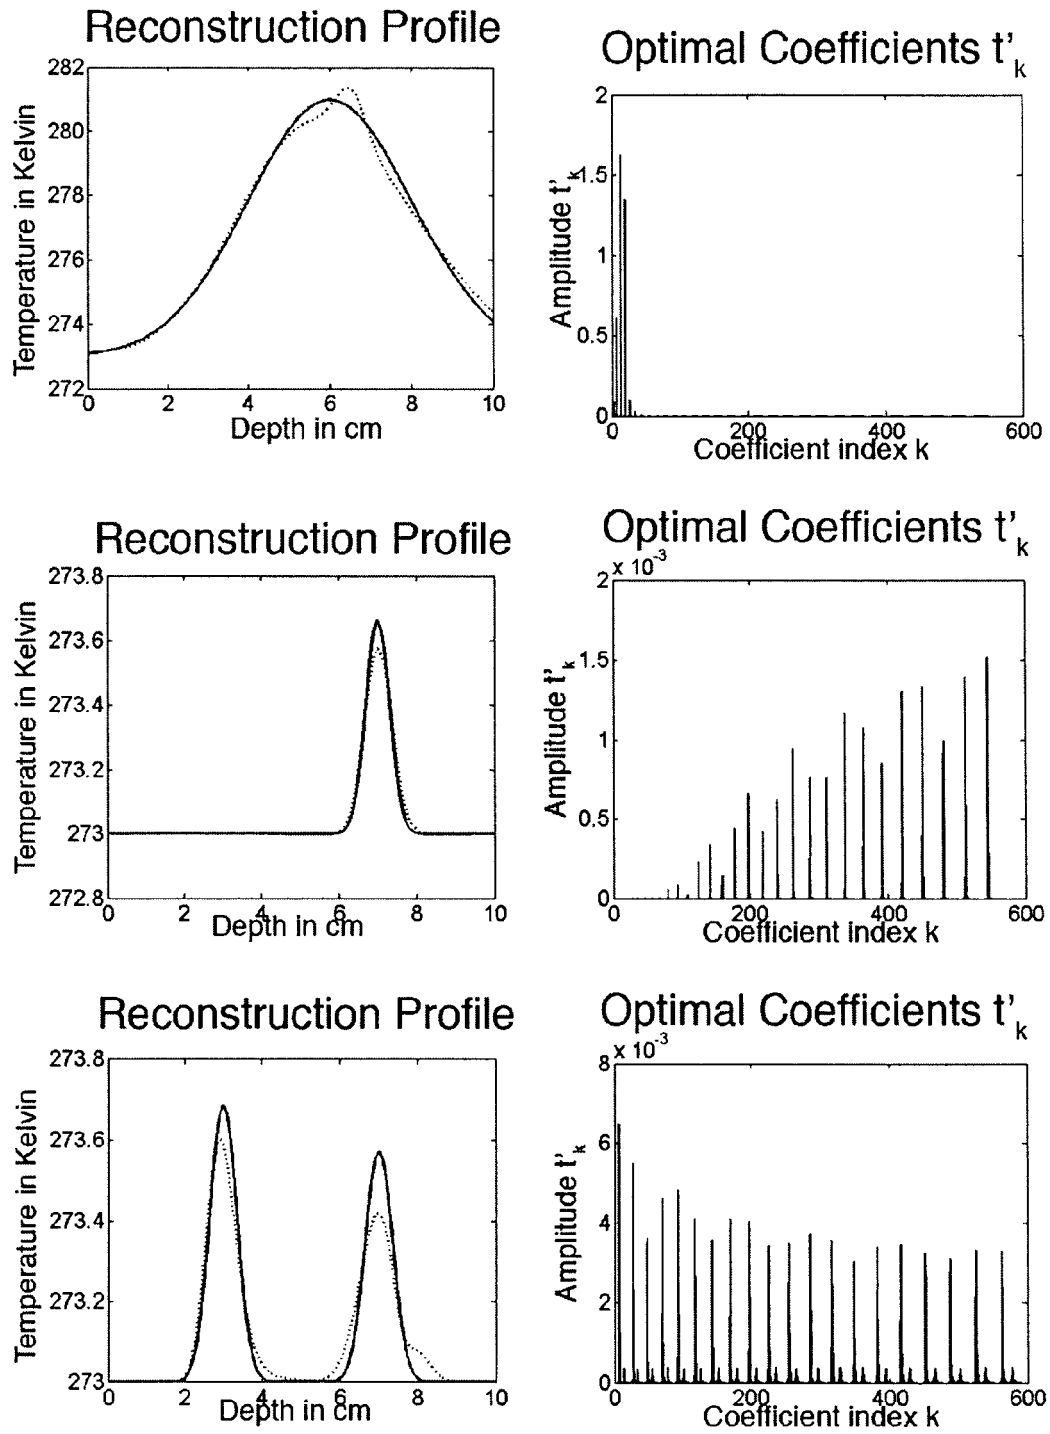 Reconstruction Profile
Optimal Coefficients t'k
282
280
278
276
274
272
Temperature in Kelvin
0 2 4 6 8 10
Depth in cm
2
1.5
1
0.5
0
Amplitude t'k
0 200 400 600
Coefficient index k
Reconstruction Profile
Optimal Coefficients t'k
273.8
273.6
273.4
273.2
273
272.8
Temperature in Kelvin
0 2 4 6 8 10
Depth in cm
x 10-3
2
1.5
1
0.5
0
Amplitude t'k
0 200 400 600
Coefficient index k
Reconstruction Profile
Optimal Coefficients t'k
273.8
273.6
273.4
273.2
273
Temperature in Kelvin
0 2 4 6 8 10
Depth in cm
x 10-3
8
6
4
2
0
Amplitude t'k
0 200 400 600
Coefficient index k